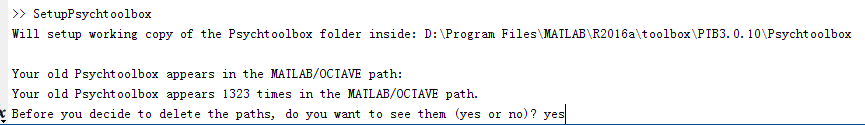 >> SetupPsychtoolbox
Will setup working copy of the Psychtoolbox folder inside: D:\Program Files\MATLAB\R2016a\toolbox\PTB3.0.10\Psychtoolbox
Your old Psychtoolbox appears in the MATLAB/OCTAVE path:
Your old Psychtoolbox appears 1323 times in the MATLAB/OCTAVE path.
Before you decide to delete the paths, do you want to see them (yes or no)? yes